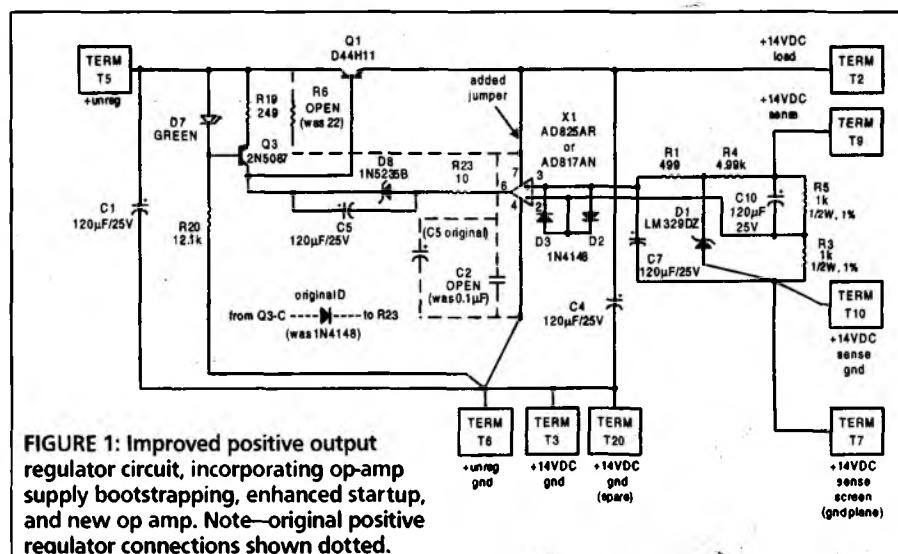 TERM
T5
+unreg
Q1
D44H11
+14VDC
load
TERM
T2
R19
249
R6
OPEN
(was 22)
added
jumper
+14VDC
sense
TERM
T9
D7
GREEN
Q3
2N5087
X1
AD825AR
or
AD817AN
D8
1N5235B
R23
10
7
3
6
4
2
R1
499
R4
4.99k
C10
120µF
25V
R5
1k
1/2W, 1%
D1
LM329DZ
C1
120µF/25V
R20
12.1k
C5
120µF/25V
(C5 original)
D3
D2
1N4148
C7
120µF/25V
R3
1k
1/2W, 1%
C2
OPEN
(was 0.1µF)
C4
120µF/25V
original D
from Q3-C
to R23
(was 1N4148)
TERM
T10
+14VDC
sense
gnd
TERM
T6
+unreg
gnd
TERM
T3
+14VDC
gnd
TERM
T20
+14VDC
gnd
(spare)
TERM
T7
+14VDC
sense
screen
(gndplane)
FIGURE 1: Improved positive output
regulator circuit, incorporating op-amp
supply bootstrapping, enhanced startup,
and new op amp. Note—original positive
regulator connections shown dotted.